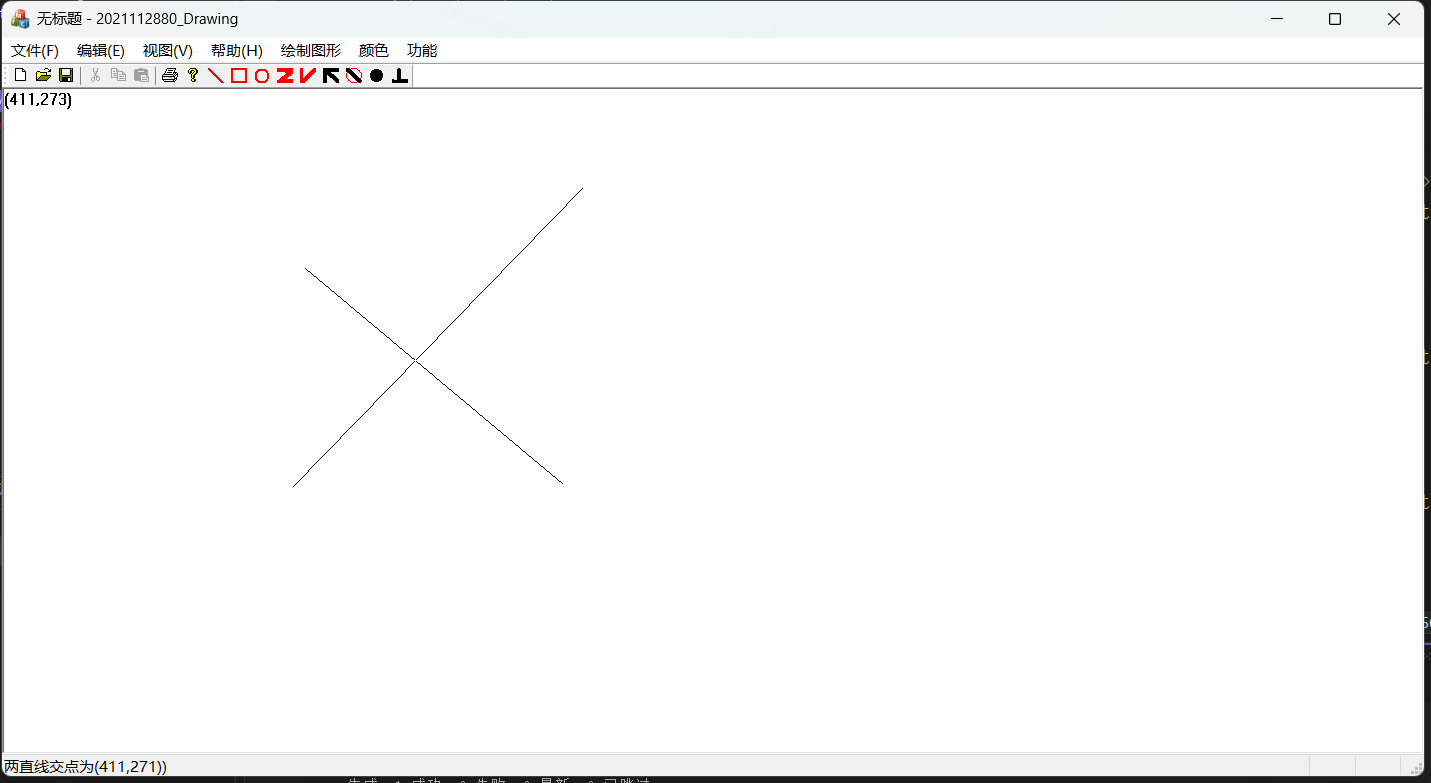 无标题 - 2021112880_Drawing
文件(F) 编辑(E) 视图(V) 帮助(H) 绘制图形 颜色 功能
(411,273)
两直线交点为(411,271))